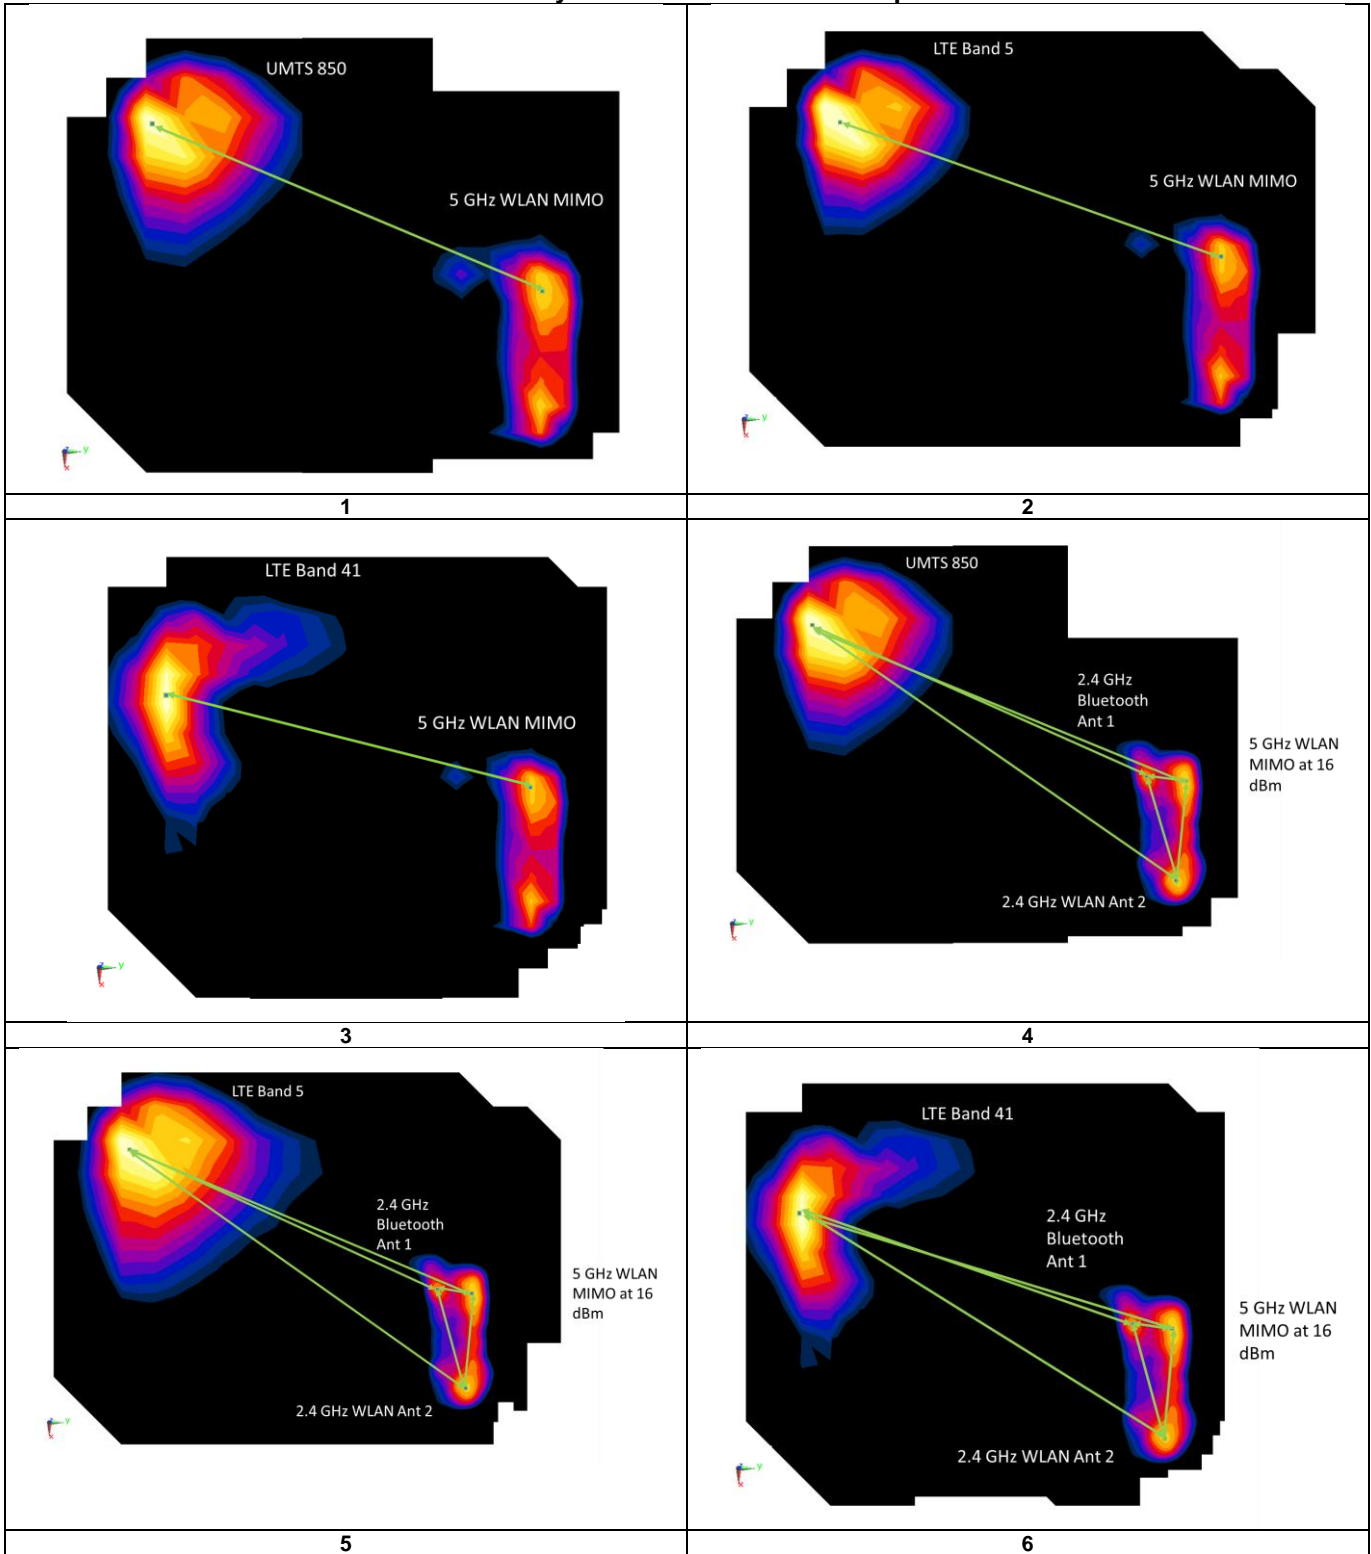 UMTS 850
5 GHz WLAN MIMO
1
LTE Band 5
5 GHz WLAN MIMO
2
LTE Band 41
5 GHz WLAN MIMO
3
UMTS 850
2.4 GHz
Bluetooth
Ant 1
5 GHz WLAN
MIMO at 16
dBm
2.4 GHz WLAN Ant 2
4
LTE Band 5
2.4 GHz
Bluetooth
Ant 1
5 GHz WLAN
MIMO at 16
dBm
2.4 GHz WLAN Ant 2
5
LTE Band 41
2.4 GHz
Bluetooth
Ant 1
5 GHz WLAN
MIMO at 16
dBm
2.4 GHz WLAN Ant 2
6